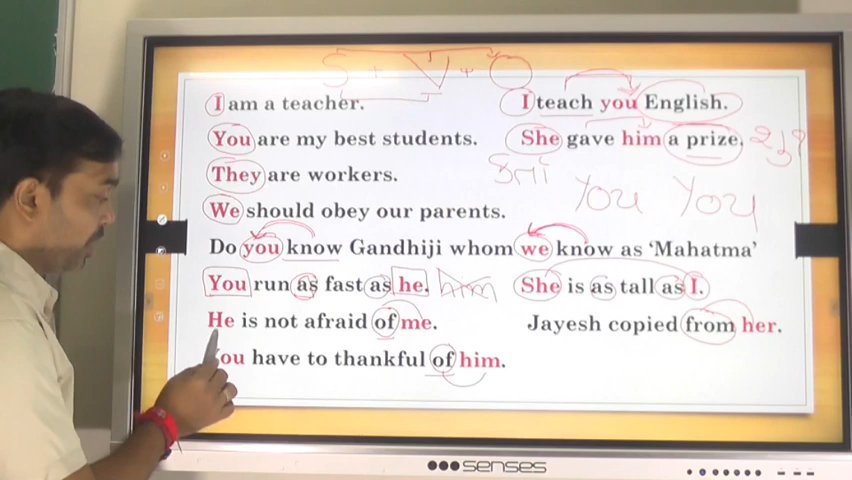 S + V + O
I am a teacher.
I teach you English.
You are my best students.
She gave him a prize.
They are workers.
You You
We should obey our parents.
Do you know Gandhiji whom we know as ‘Mahatma’
You run as fast as he. him
She is as tall as I.
He is not afraid of me.
Jayesh copied from her.
You have to thankful of him.
senses